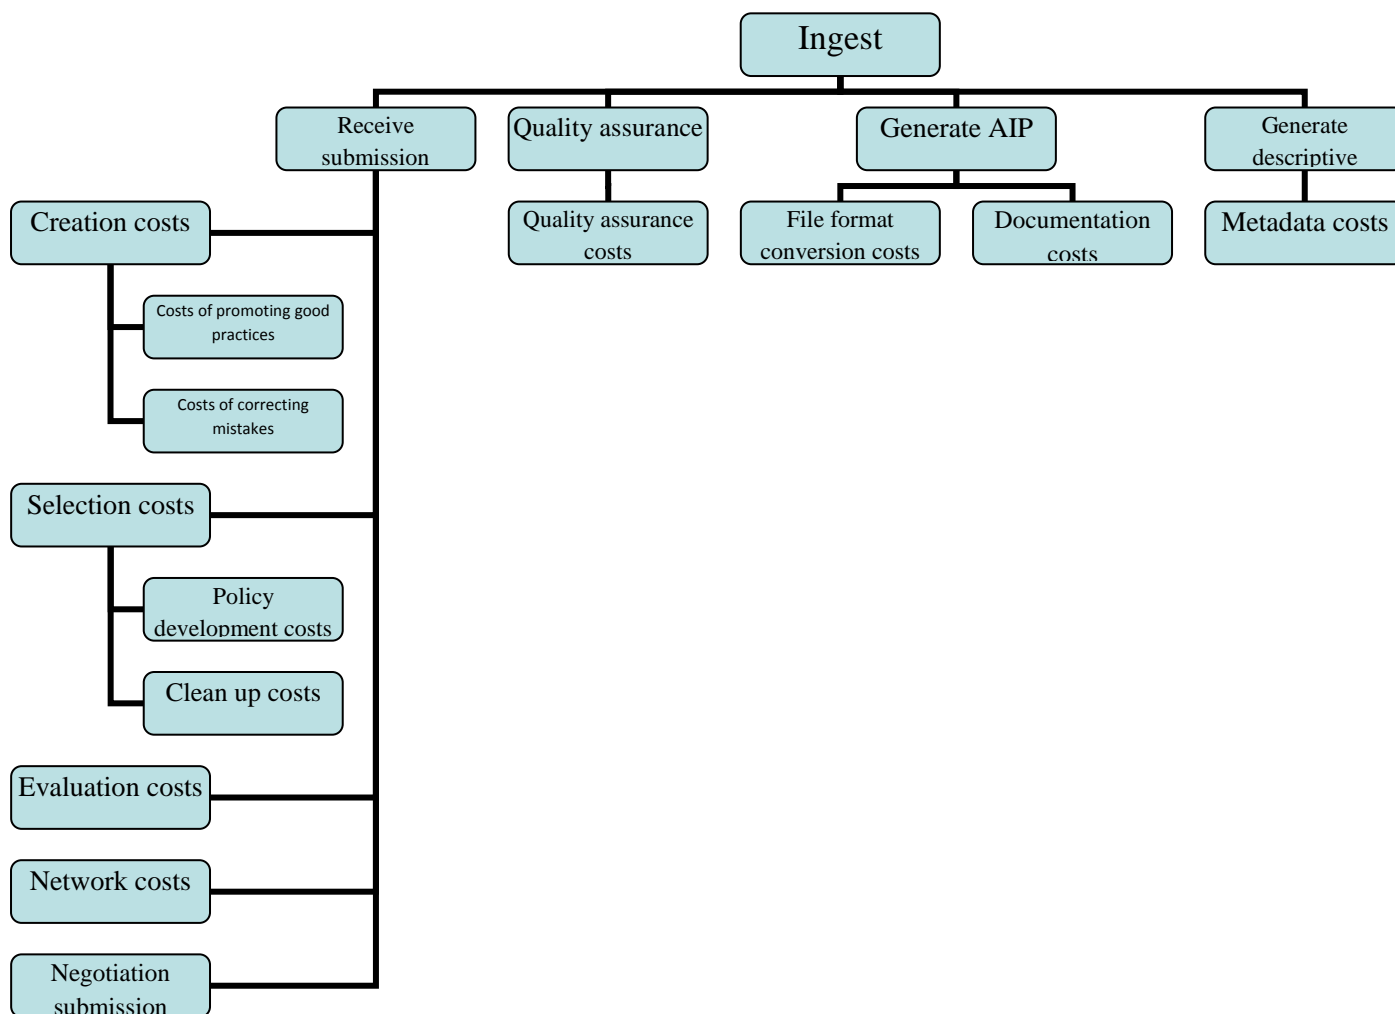 Ingest
Receive
submission
Quality assurance
Generate AIP
Generate
descriptive
Creation costs
Quality assurance
costs
File format
conversion costs
Documentation
costs
Metadata costs
Costs of promoting good
practices
Costs of correcting
mistakes
Selection costs
Policy
development costs
Clean up costs
Evaluation costs
Network costs
Negotiation
submission